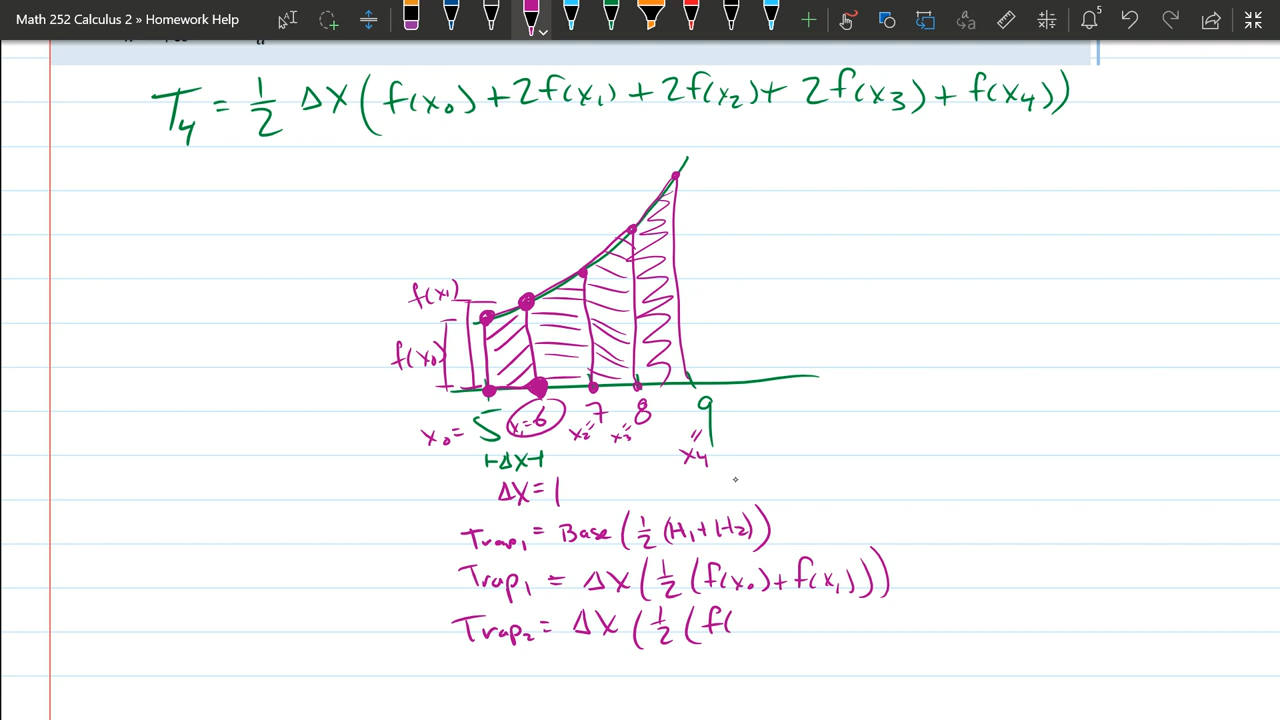 Math 252 Calculus 2 » Homework Help
5
T₄ = 1/2 ΔX (f(x₀) + 2f(x₁) + 2f(x₂) + 2f(x₃) + f(x₄))
f(x₁)
f(x₀)
x₀ = 5 x₁=6 7 8 9
x₂= x₃= x₄=
ΔX
ΔX = 1
Trap₁ = Base (1/2 (H₁ + H₂))
Trap₁ = ΔX (1/2 (f(x₀) + f(x₁)))
Trap₂ = ΔX (1/2 (f(